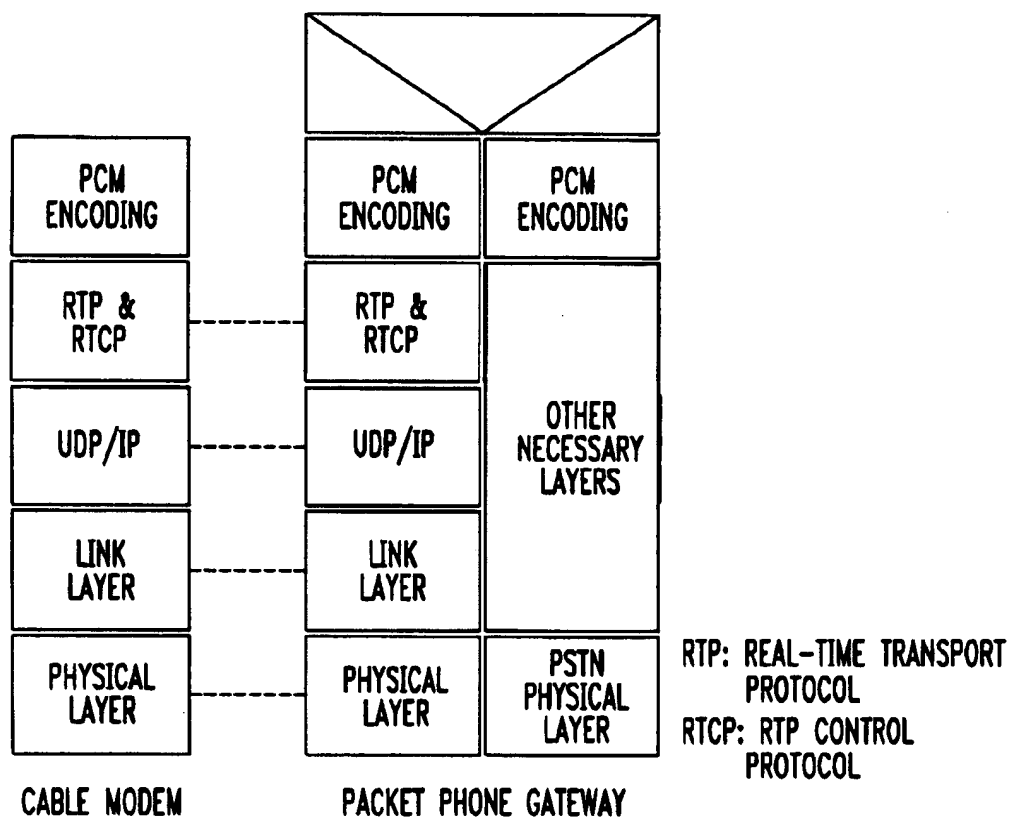 PCM
ENCODING
PCM
ENCODING
PCM
ENCODING
RTP &
RTCP
RTP &
RTCP
OTHER
NECESSARY
LAYERS
UDP/IP
UDP/IP
LINK
LAYER
LINK
LAYER
PHYSICAL
LAYER
PHYSICAL
LAYER
PSTN
PHYSICAL
LAYER
RTP: REAL-TIME TRANSPORT
PROTOCOL
RTCP: RTP CONTROL
PROTOCOL
CABLE MODEM
PACKET PHONE GATEWAY